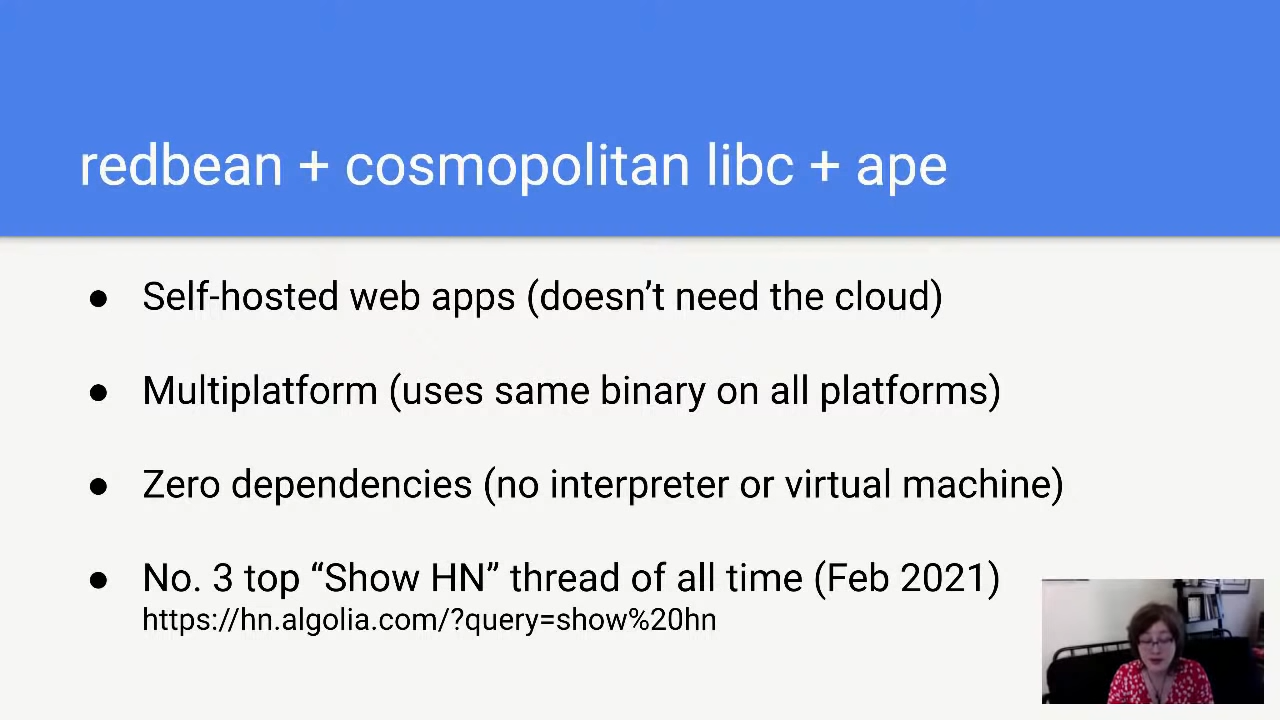 redbean + cosmopolitan libc + ape
● Self-hosted web apps (doesn’t need the cloud)
● Multiplatform (uses same binary on all platforms)
● Zero dependencies (no interpreter or virtual machine)
● No. 3 top “Show HN” thread of all time (Feb 2021)
https://hn.algolia.com/?query=show%20hn